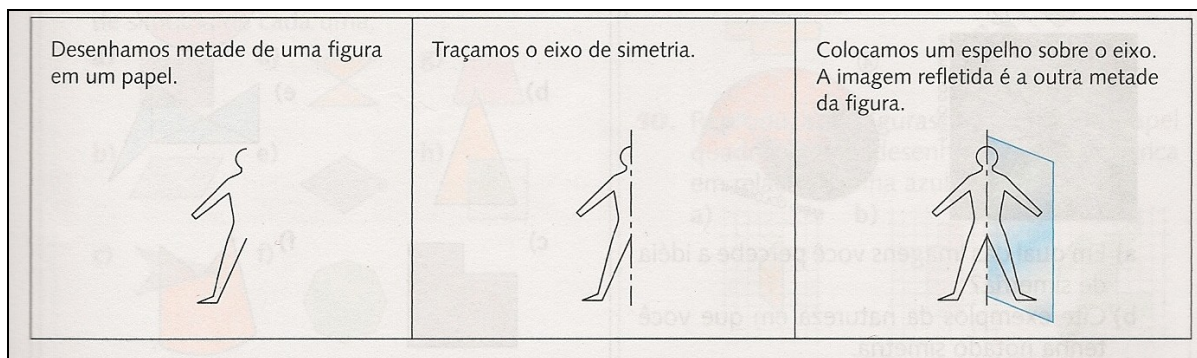 Desenhamos metade de uma figura
em um papel.
Traçamos o eixo de simetria.
Colocamos um espelho sobre o eixo.
A imagem refletida é a outra metade
da figura.